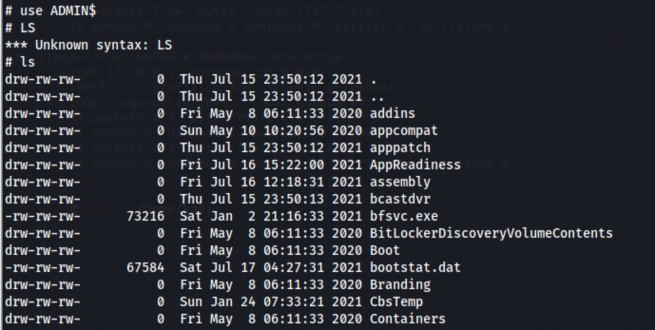 # use ADMIN$
# LS
*** Unknown syntax: LS
# ls
drw-rw-rw- 0 Thu Jul 15 23:50:12 2021 .
drw-rw-rw- 0 Thu Jul 15 23:50:12 2021 ..
drw-rw-rw- 0 Fri May 8 06:11:33 2020 addins
drw-rw-rw- 0 Sun May 10 10:20:56 2020 appcompat
drw-rw-rw- 0 Thu Jul 15 23:50:12 2021 apppatch
drw-rw-rw- 0 Fri Jul 16 15:22:00 2021 AppReadiness
drw-rw-rw- 0 Fri Jul 16 12:18:31 2021 assembly
drw-rw-rw- 0 Thu Jul 15 23:50:13 2021 bcastdvr
-rw-rw-rw- 73216 Sat Jan 2 21:16:33 2021 bfsvc.exe
drw-rw-rw- 0 Fri May 8 06:11:33 2020 BitLockerDiscoveryVolumeContents
drw-rw-rw- 0 Fri May 8 06:11:33 2020 Boot
-rw-rw-rw- 67584 Sat Jul 17 04:27:31 2021 bootstat.dat
drw-rw-rw- 0 Fri May 8 06:11:33 2020 Branding
drw-rw-rw- 0 Sun Jan 24 07:33:21 2021 CbsTemp
drw-rw-rw- 0 Fri May 8 06:11:33 2020 Containers